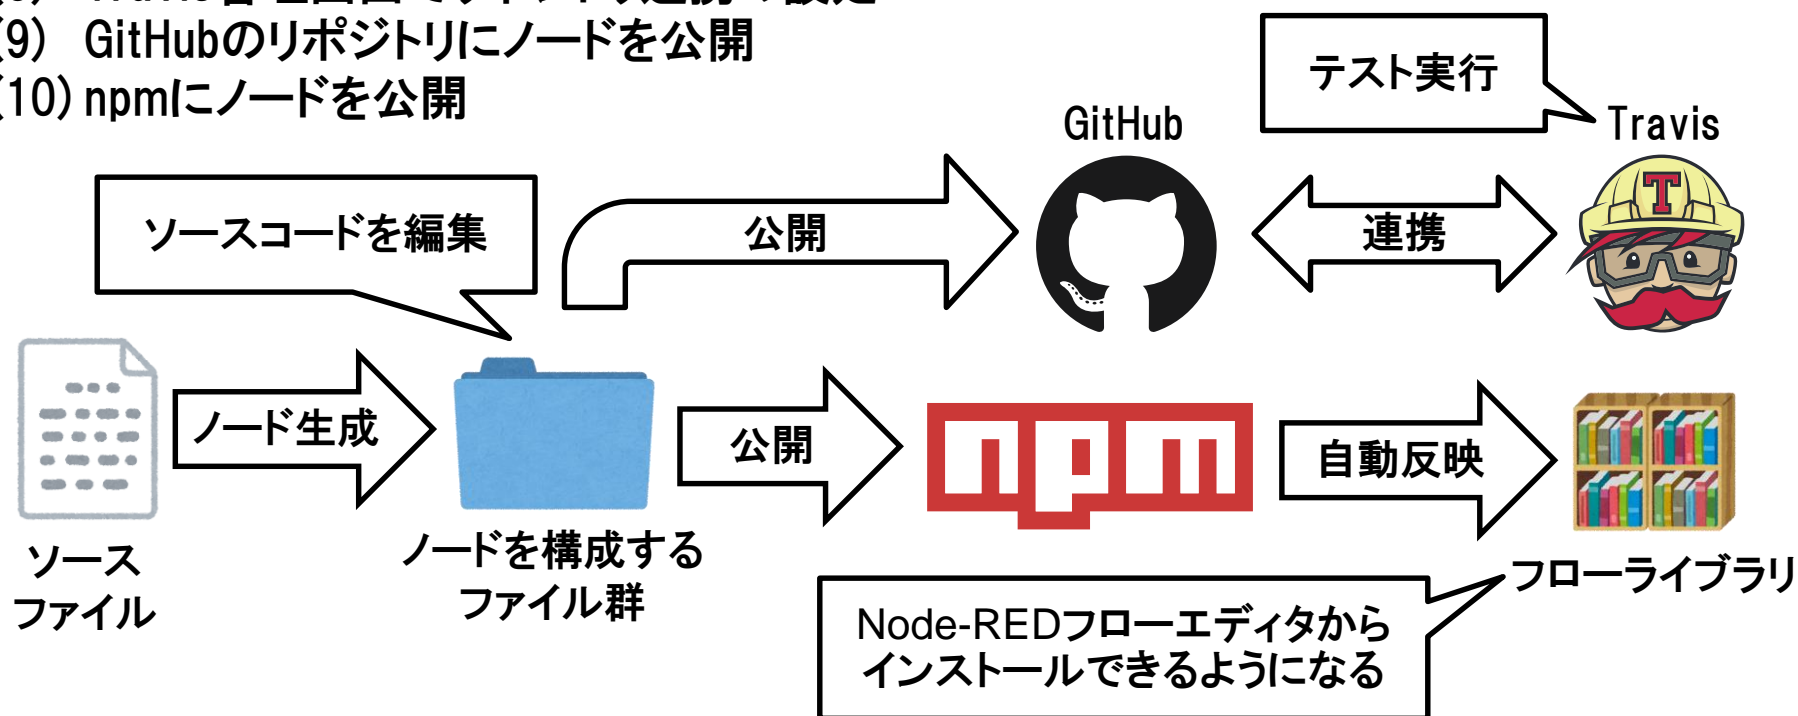 (9) GitHubのリポジトリにノードを公開
(10) npmにノードを公開
テスト実行
GitHub
Travis
ソースコードを編集
公開
連携
T
ノード生成
公開
npm
自動反映
ソース
ファイル
ノードを構成する
ファイル群
フローライブラリ
Node-REDフローエディタから
インストールできるようになる